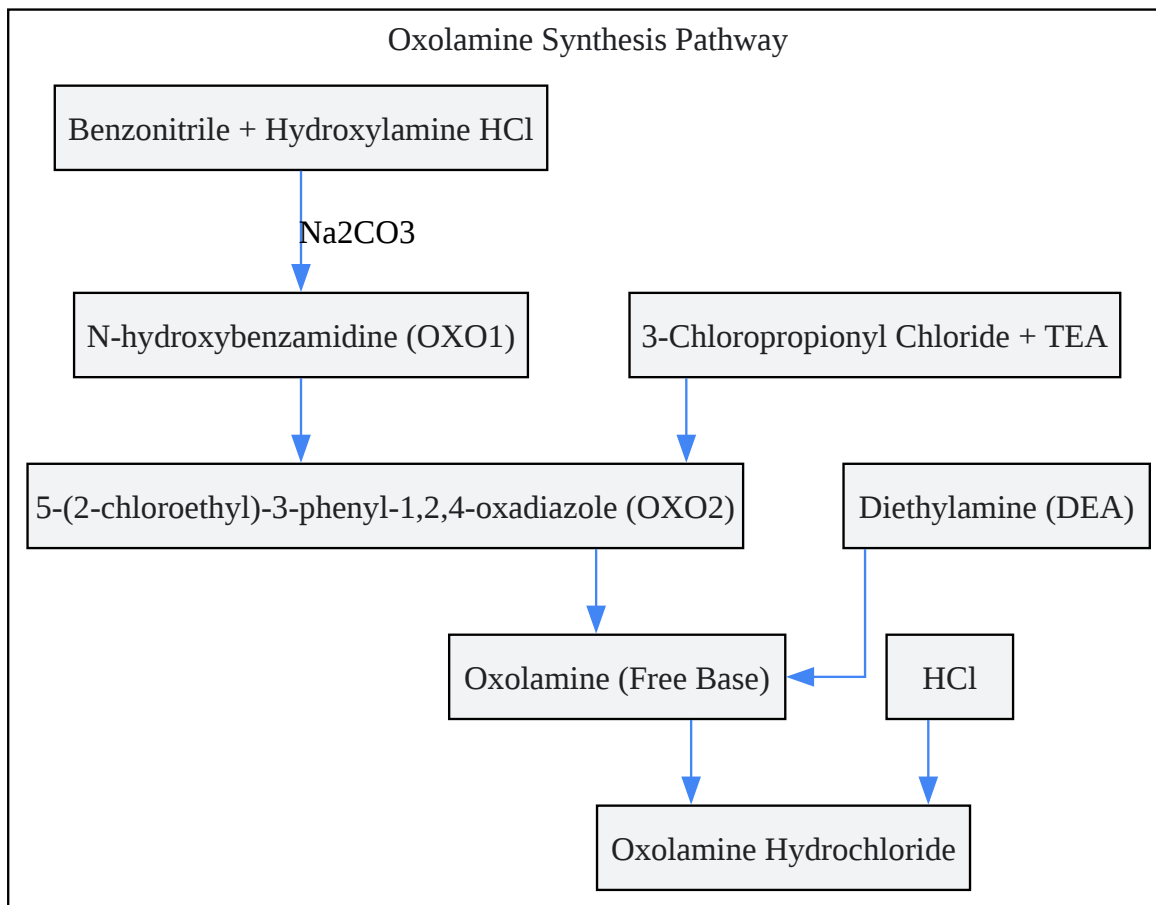 Oxolamine Synthesis Pathway
Benzonitrile + Hydroxylamine HCl
Na2CO3
N-hydroxybenzamidine (OXO1)
3-Chloropropionyl Chloride + TEA
5-(2-chloroethyl)-3-phenyl-1,2,4-oxadiazole (OXO2)
Diethylamine (DEA)
Oxolamine (Free Base)
HCl
Oxolamine Hydrochloride